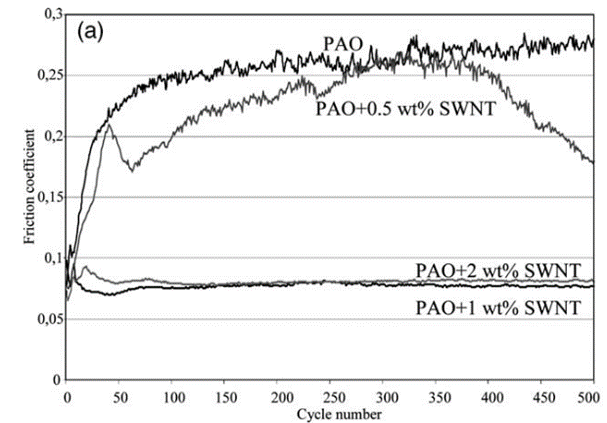 (a)
0,3
0,25
0,2
0,15
0,1
0,05
0
Friction coefficient
PAO
PAO+0.5 wt% SWNT
PAO+2 wt% SWNT
PAO+1 wt% SWNT
0 50 100 150 200 250 300 350 400 450 500
Cycle number